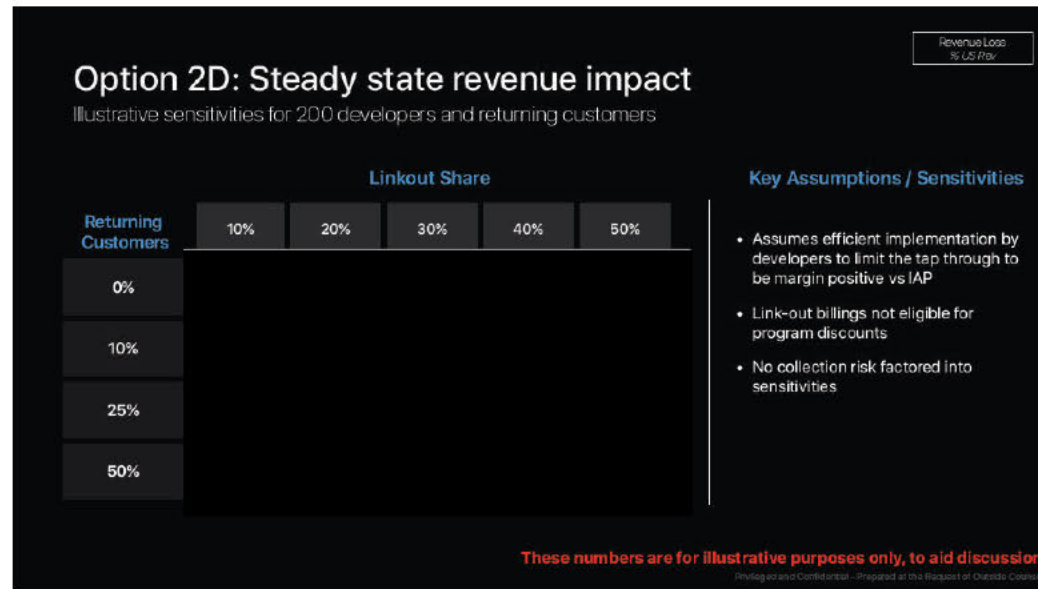 Revenue Loss
% US Rev
Option 2D: Steady state revenue impact
Illustrative sensitivities for 200 developers and returning customers
Linkout Share
Key Assumptions / Sensitivities
Returning
Customers
10% 20% 30% 40% 50%
0%
10%
25%
50%
• Assumes efficient implementation by
developers to limit the tap through to
be margin positive vs IAP
• Link-out billings not eligible for
program discounts
• No collection risk factored into
sensitivities
These numbers are for illustrative purposes only, to aid discussion
Privileged and Confidential - Prepared at the Request of Outside